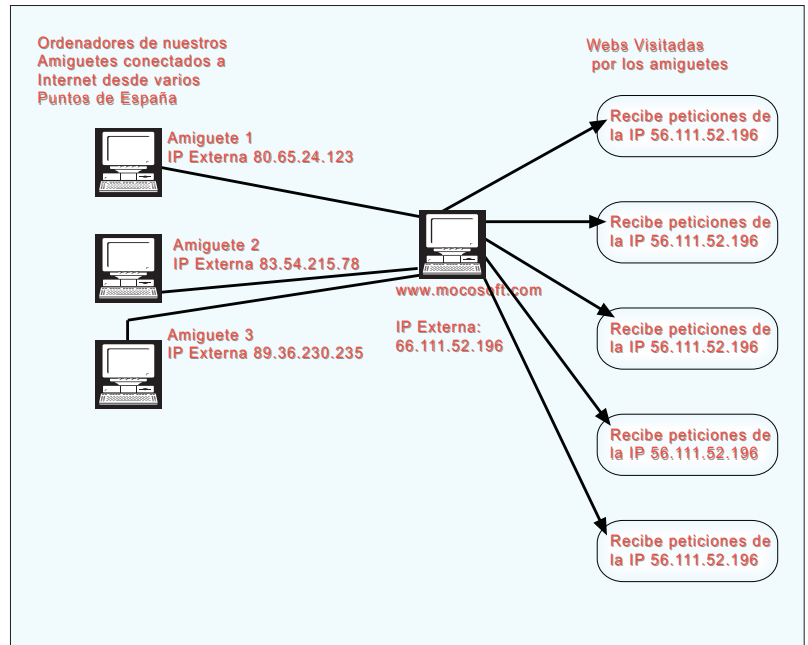 Ordenadores de nuestros
Amiguetes conectados a
Internet desde varios
Puntos de España
Webs Visitadas
por los amiguetes
Amiguete 1
IP Externa 80.65.24.123
Amiguete 2
IP Externa 83.54.215.78
Amiguete 3
IP Externa 89.36.230.235
www.mocosoft.com
IP Externa:
66.111.52.196
Recibe peticiones de
la IP 56.111.52.196
Recibe peticiones de
la IP 56.111.52.196
Recibe peticiones de
la IP 56.111.52.196
Recibe peticiones de
la IP 56.111.52.196
Recibe peticiones de
la IP 56.111.52.196